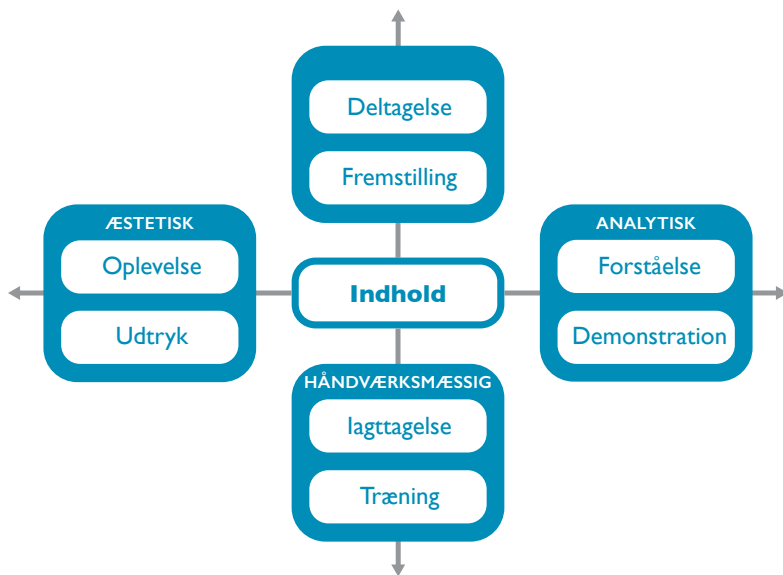 Deltagelse
Fremstilling
ÆSTETISK
Oplevelse
Udtryk
Indhold
ANALYTISK
Forståelse
Demonstration
HÅNDVÆRKSMÆSSIG
Iagttagelse
Træning